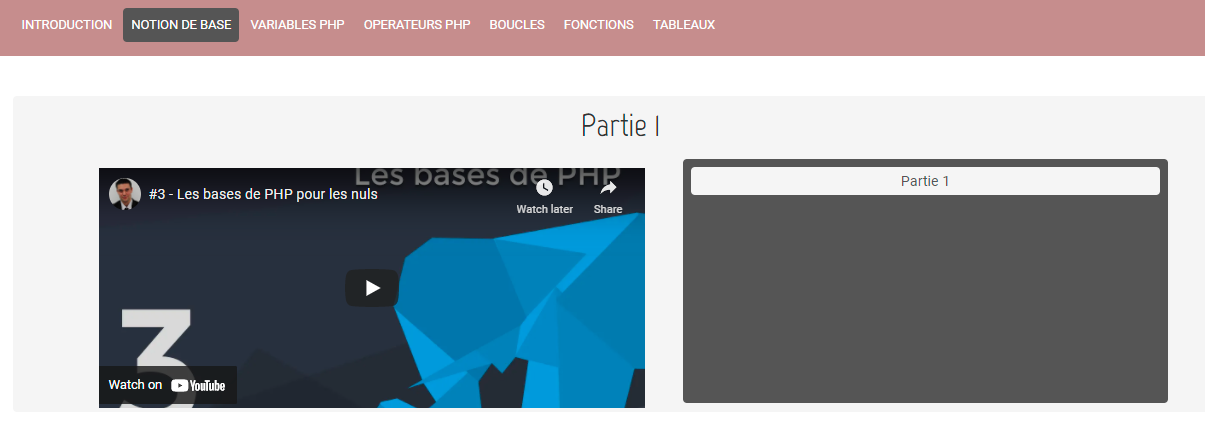 INTRODUCTION NOTION DE BASE VARIABLES PHP OPERATEURS PHP BOUCLES FONCTIONS TABLEAUX
Partie 1
Les bases de PHP
#3 - Les bases de PHP pour les nuls
Watch later Share
3
Watch on YouTube
Partie 1